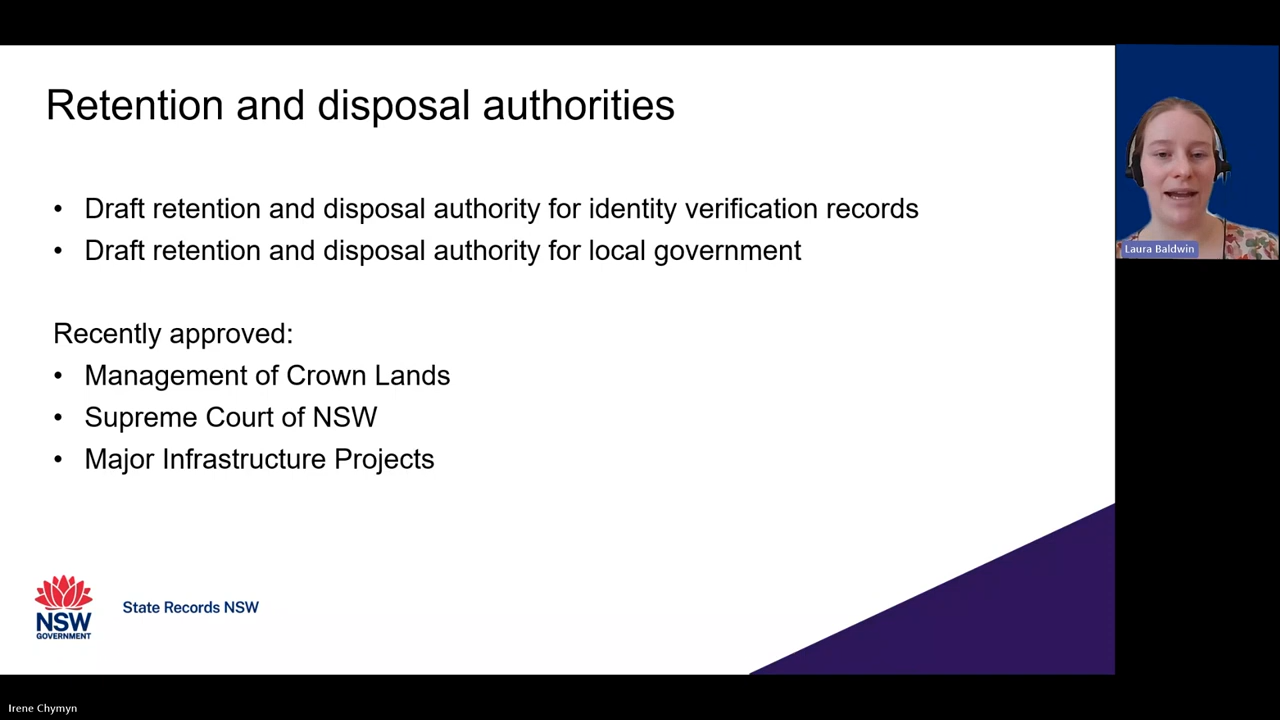 Retention and disposal authorities
• Draft retention and disposal authority for identity verification records
• Draft retention and disposal authority for local government
Recently approved:
• Management of Crown Lands
• Supreme Court of NSW
• Major Infrastructure Projects
NSW
GOVERNMENT
State Records NSW
Laura Baldwin
Irene Chymyn